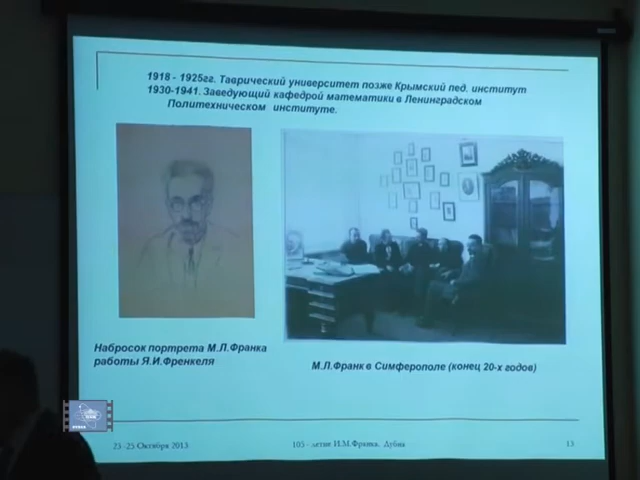 1918 - 1925гг. Таврический университет позже Крымский пед. институт
1930-1941. Заведующий кафедрой математики в Ленинградском
Политехническом институте.
Набросок портрета М.Л.Франка
работы Я.И.Френкеля
М.Л.Франк в Симферополе (конец 20-х годов)
23 -25 Октября 2013
105 - летие И.М.Франка, Дубна
13